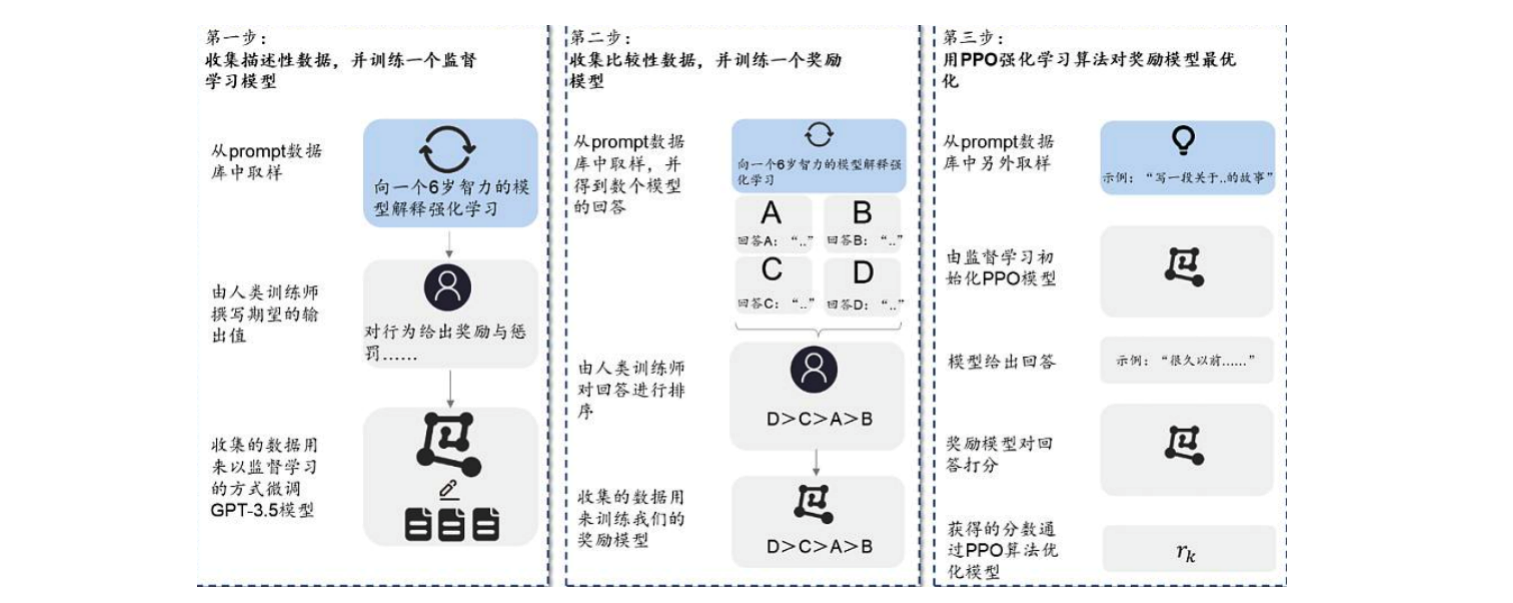 第一步：
收集描述性数据，并训练一个监督
学习模型
从prompt数据
库中取样
向一个6岁智力的模
型解释强化学习
由人类训练师
撰写期望的输
出值
对行为给出奖励与惩
罚……
收集的数据用
来以监督学习
的方式微调
GPT-3.5模型
第二步：
收集比较性数据，并训练一个奖励
模型
从prompt数据
库中取样，并
得到数个模型
的回答
向一个6岁智力的模型解释强
化学习
A
回答A：“..”
B
回答B：“..”
C
回答C：“..”
D
回答D：“..”
由人类训练师
对回答进行排
序
D＞C＞A＞B
收集的数据用
来训练我们的
奖励模型
D＞C＞A＞B
第三步：
用PPO强化学习算法对奖励模型最优
化
从prompt数据
库中另外取样
示例：“写一段关于..的故事”
由监督学习初
始化PPO模型
模型给出回答
示例：“很久以前……”
奖励模型对回
答打分
获得的分数通
过PPO算法优
化模型
rₖ